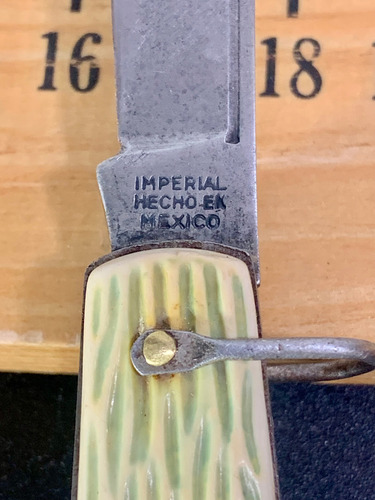 16
18
IMPERIAL
HECHO-EN
MEXICO